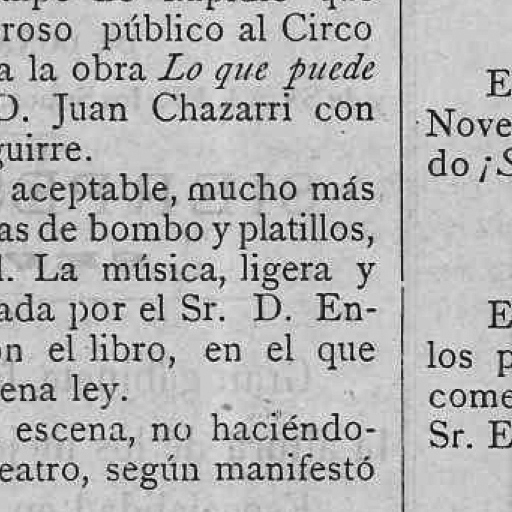 roso público al Circo
a la obra Lo que puede
D. Juan Chazarri con
uirre.
aceptable, mucho más
as de bombo y platillos,
l. La música, ligera y
ada por el Sr. D. En-
on el libro, en el que
ena ley.
escena, no haciéndo-
eatro, según manifestó
E
Nove
do ¡S
E
los p
come
Sr. E